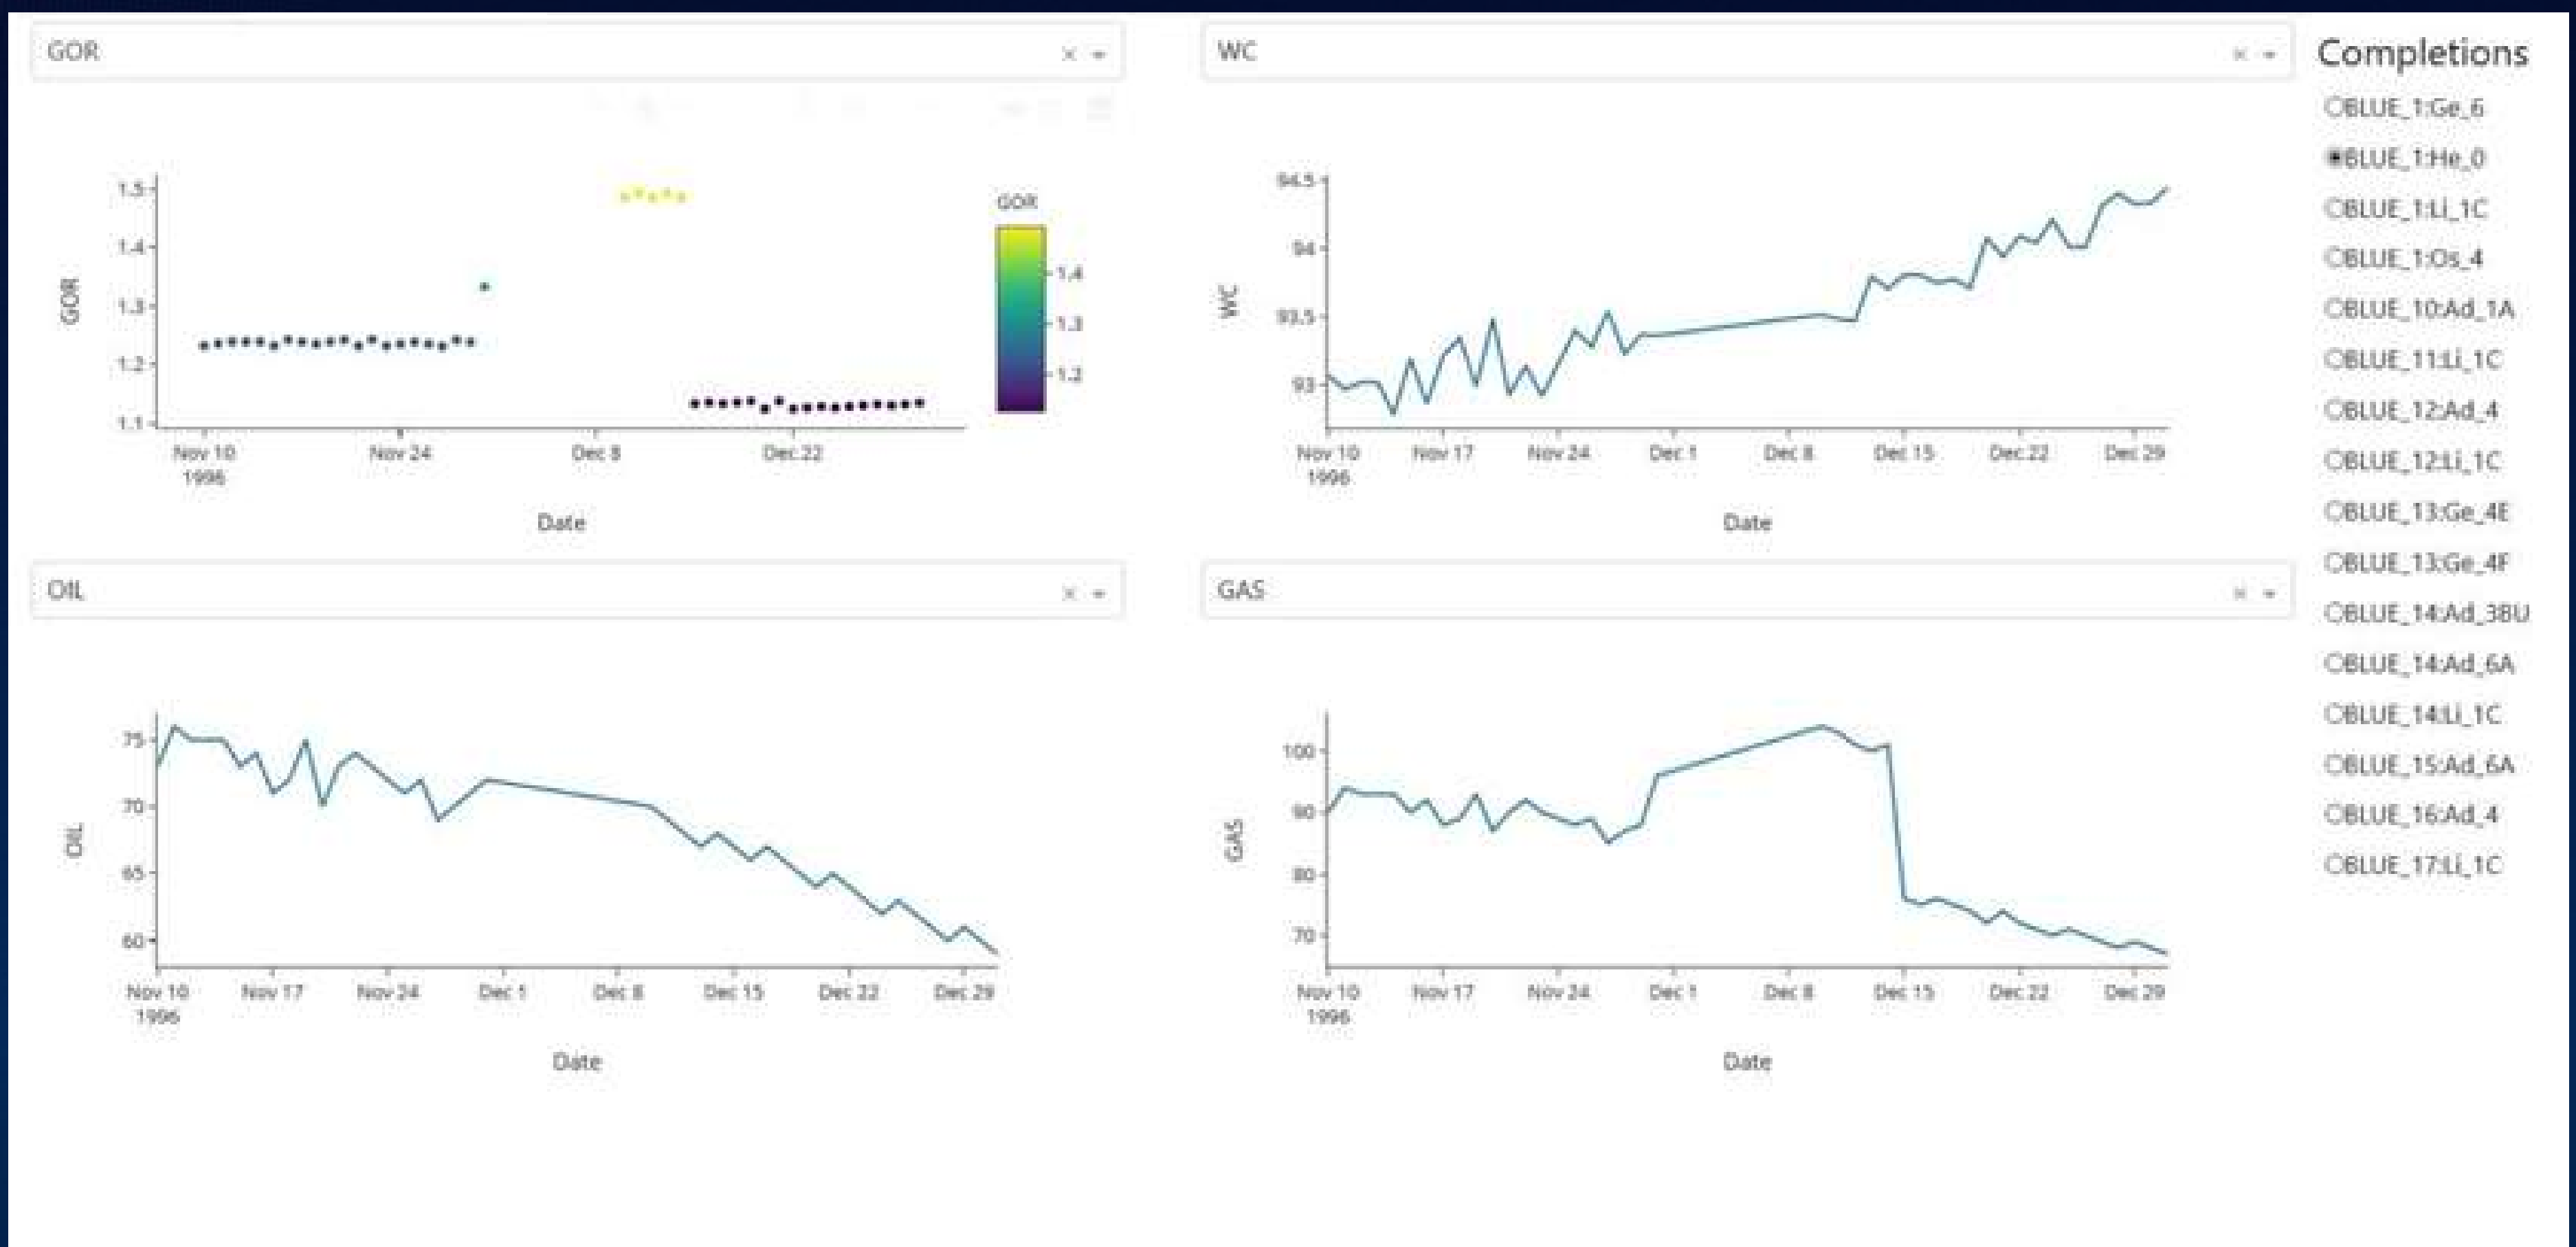 GOR
1.5
1.4
1.3
1.2
1.1
GOR
Nov 10
1996
Nov 24
Dec 8
Dec 22
Date
GOR
1.4
1.3
1.2
WC
94.5
94
93.5
93
WC
Nov 10
1996
Nov 17
Nov 24
Dec 1
Dec 8
Dec 15
Dec 22
Dec 29
Date
OIL
75
70
65
60
OIL
Nov 10
1996
Nov 17
Nov 24
Dec 1
Dec 8
Dec 15
Dec 22
Dec 29
Date
GAS
100
90
80
70
GAS
Nov 10
1996
Nov 17
Nov 24
Dec 1
Dec 8
Dec 15
Dec 22
Dec 29
Date
Completions
BLUE_1:Ge_6
BLUE_1:He_0
BLUE_1:Li_1C
BLUE_1:Os_4
BLUE_10:Ad_1A
BLUE_11:Li_1C
BLUE_12:Ad_4
BLUE_12:Li_1C
BLUE_13:Ge_4E
BLUE_13:Ge_4F
BLUE_14:Ad_3BU
BLUE_14:Ad_6A
BLUE_14:Li_1C
BLUE_15:Ad_6A
BLUE_16:Ad_4
BLUE_17:Li_1C